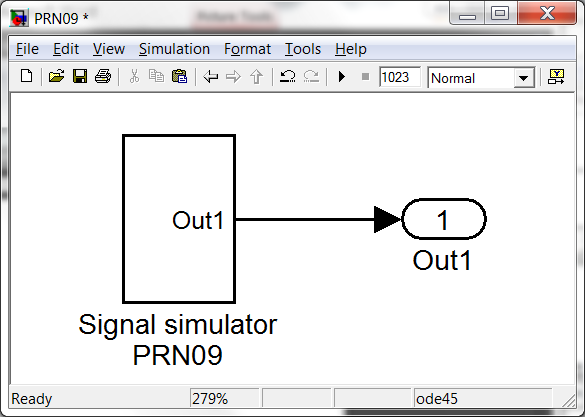 PRN09 *
File Edit View Simulation Format Tools Help
1023 Normal
Out1
1
Out1
Signal simulator
PRN09
Ready 279% ode45